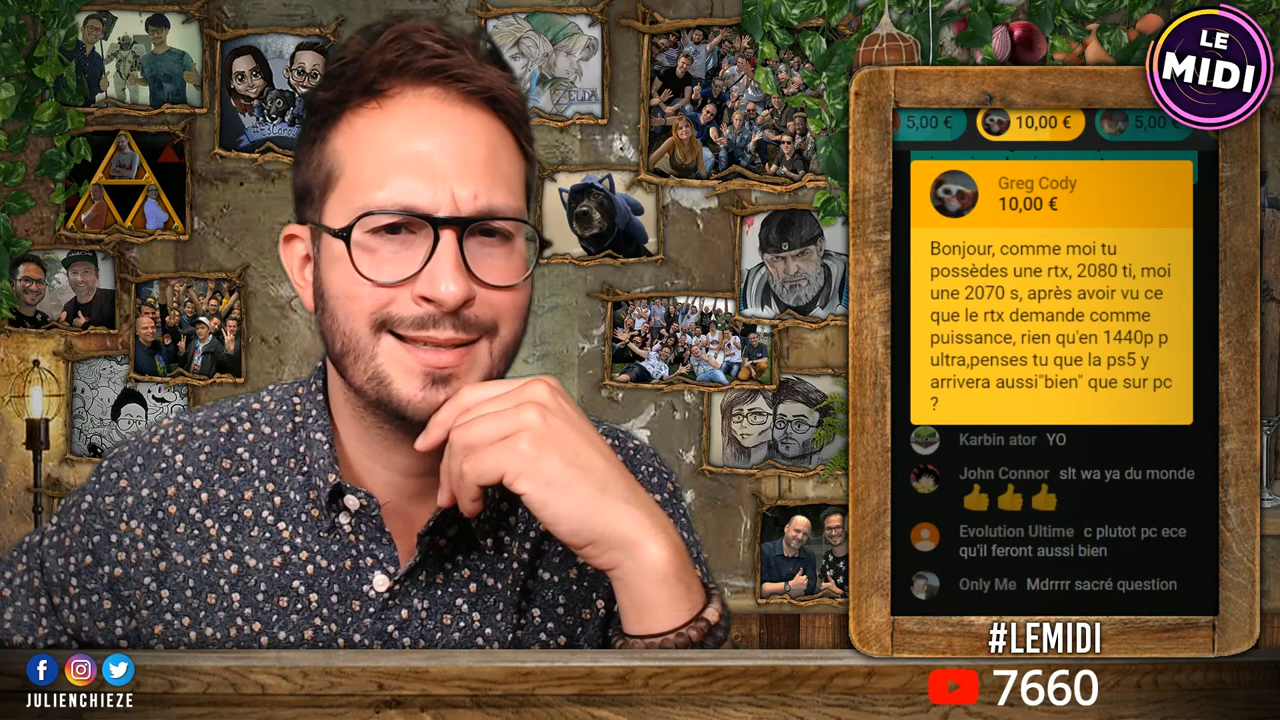 LE
MIDI
ZELDA
5,00 €
10,00 €
5,00 €
Greg Cody
10,00 €
Bonjour, comme moi tu
possèdes une rtx, 2080 ti, moi
une 2070 s, après avoir vu ce
que le rtx demande comme
puissance, rien qu'en 1440p p
ultra,penses tu que la ps5 y
arrivera aussi"bien" que sur pc
?
Karbin ator YO
John Connor slt wa ya du monde
👍👍👍
Evolution Ultime c plutot pc ece
qu'il feront aussi bien
Only Me Mdrrrr sacré question
#LEMIDI
7660
JULIENCHIEZE